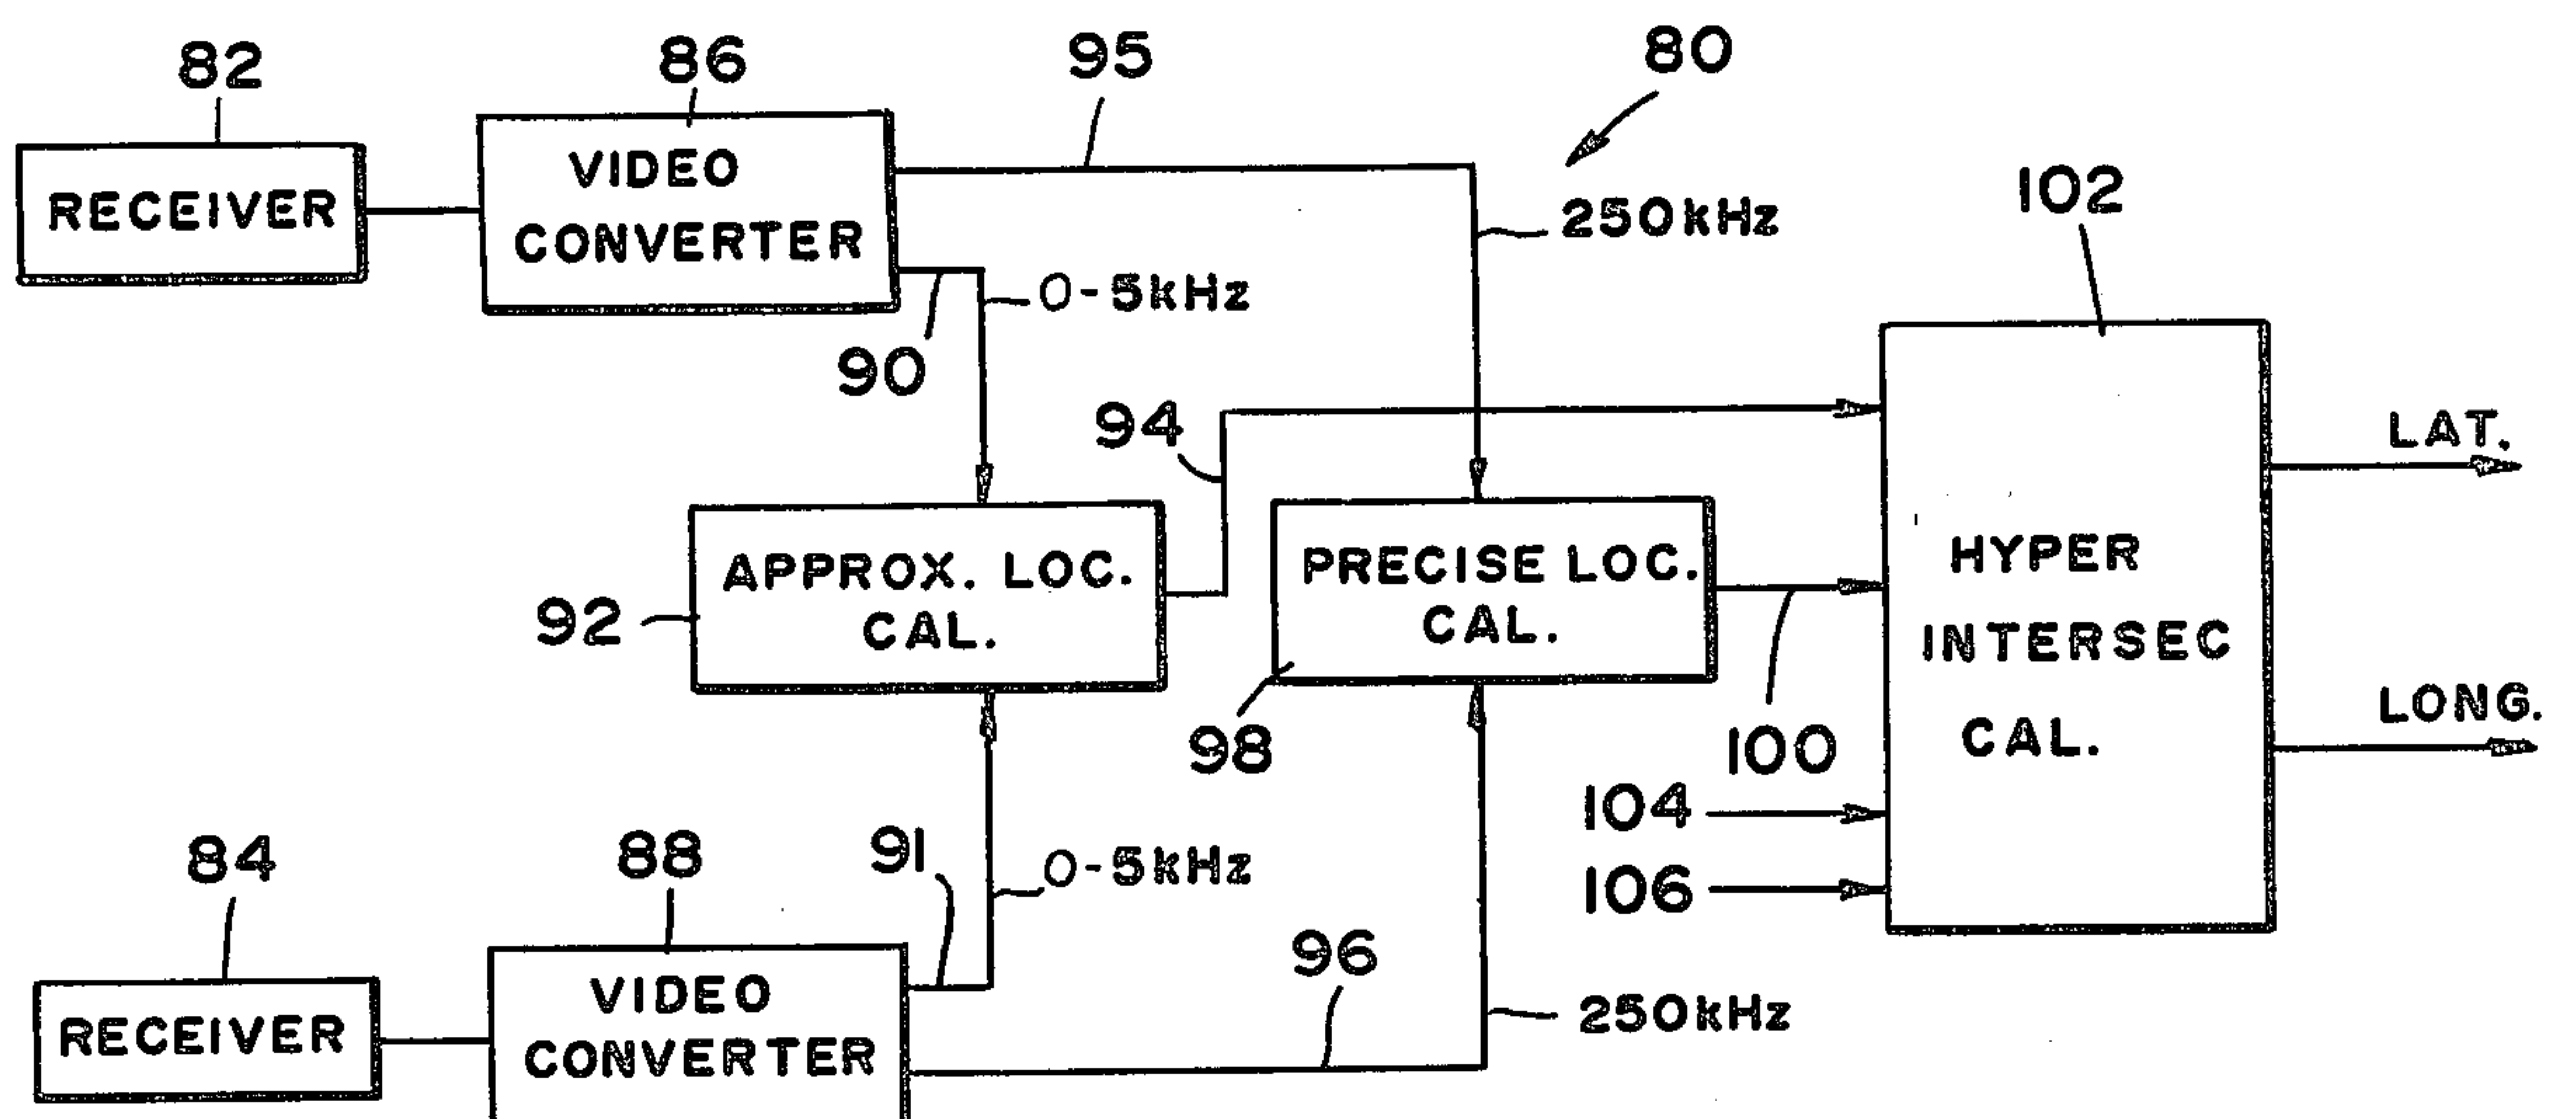 82
86
95
80
RECEIVER
VIDEO
CONVERTER
250kHz
102
0-5kHz
90
94
LAT.
APPROX. LOC.
CAL.
PRECISE LOC.
CAL.
HYPER
INTERSEC
CAL.
92
98
100
LONG.
104
106
84
88
91
0-5kHz
96
RECEIVER
VIDEO
CONVERTER
250kHz